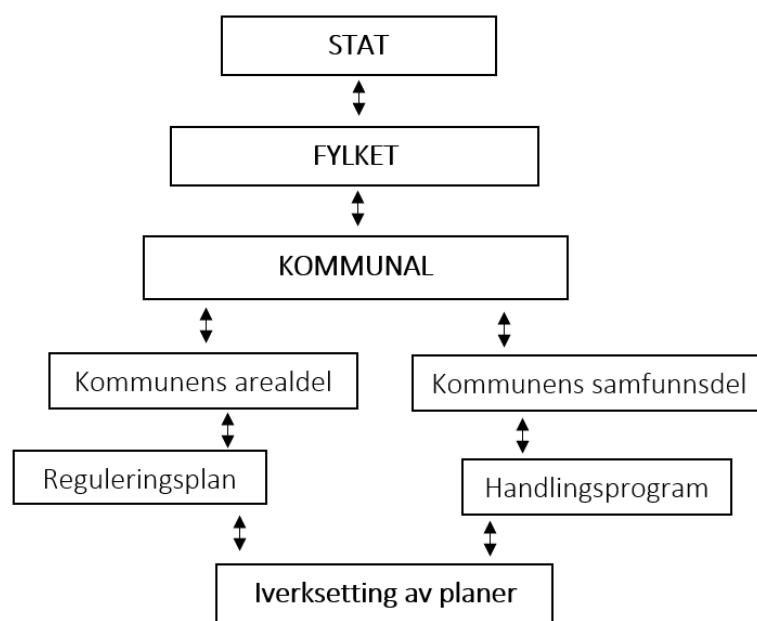 STAT
FYLKET
KOMMUNAL
Kommunens arealdel
Kommunens samfunnsdel
Reguleringsplan
Handlingsprogram
Iverksetting av planer